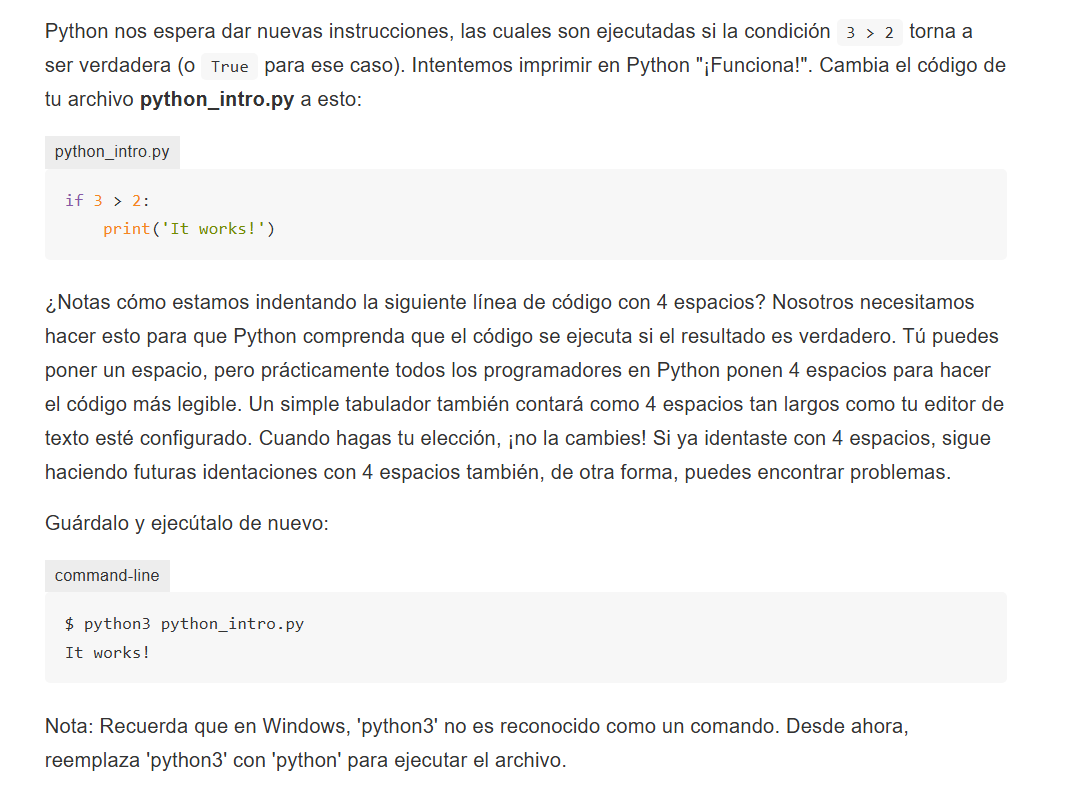 Python nos espera dar nuevas instrucciones, las cuales son ejecutadas si la condición 3 > 2 torna a
ser verdadera (o True para ese caso). Intentemos imprimir en Python "¡Funciona!". Cambia el código de
tu archivo python_intro.py a esto:
python_intro.py
if 3 > 2:
    print('It works!')
¿Notas cómo estamos indentando la siguiente línea de código con 4 espacios? Nosotros necesitamos
hacer esto para que Python comprenda que el código se ejecuta si el resultado es verdadero. Tú puedes
poner un espacio, pero prácticamente todos los programadores en Python ponen 4 espacios para hacer
el código más legible. Un simple tabulador también contará como 4 espacios tan largos como tu editor de
texto esté configurado. Cuando hagas tu elección, ¡no la cambies! Si ya identaste con 4 espacios, sigue
haciendo futuras identaciones con 4 espacios también, de otra forma, puedes encontrar problemas.
Guárdalo y ejecútalo de nuevo:
command-line
$ python3 python_intro.py
It works!
Nota: Recuerda que en Windows, 'python3' no es reconocido como un comando. Desde ahora,
reemplaza 'python3' con 'python' para ejecutar el archivo.